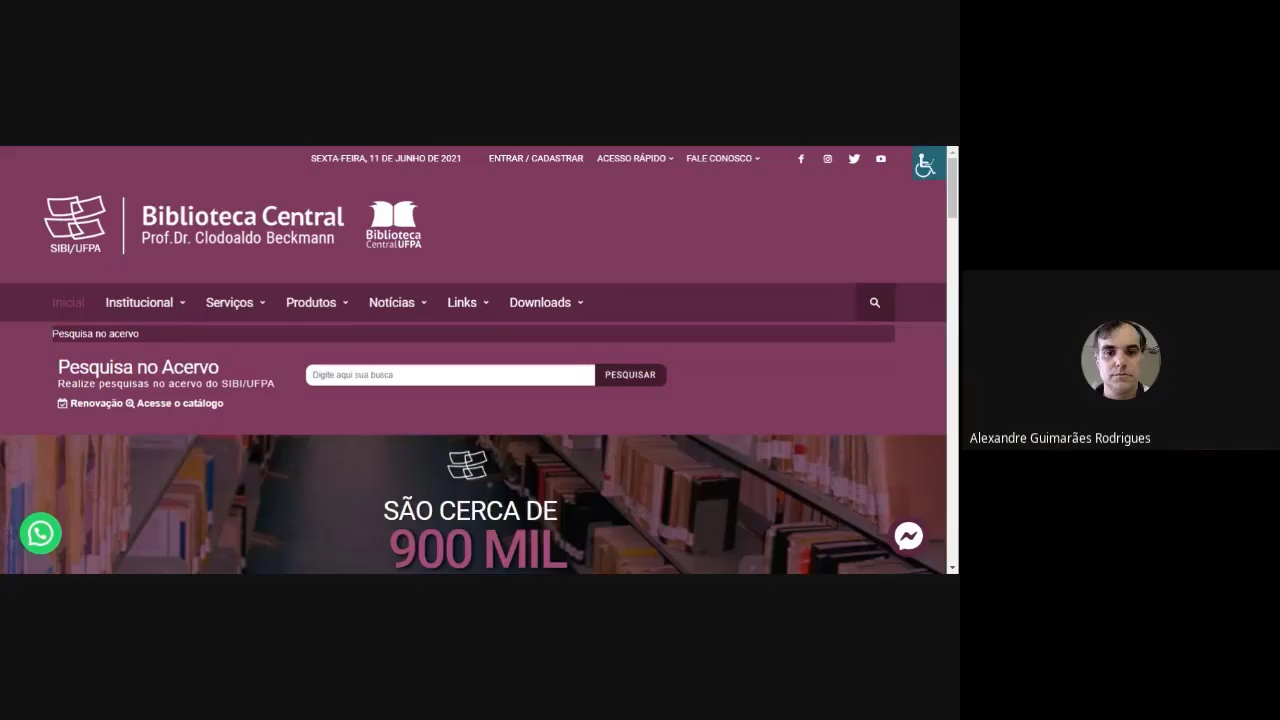 SEXTA-FEIRA, 11 DE JUNHO DE 2021 ENTRAR / CADASTRAR ACESSO RÁPIDO FALE CONOSCO
SIBI/UFPA
Biblioteca Central
Prof.Dr. Clodoaldo Beckmann
Biblioteca
Central UFPA
Inicial Institucional Serviços Produtos Notícias Links Downloads
Pesquisa no acervo
Pesquisa no Acervo
Realize pesquisas no acervo do SIBI/UFPA
Digite aqui sua busca PESQUISAR
Renovação Acesse o catálogo
SÃO CERCA DE
900 MIL
Alexandre Guimarães Rodrigues